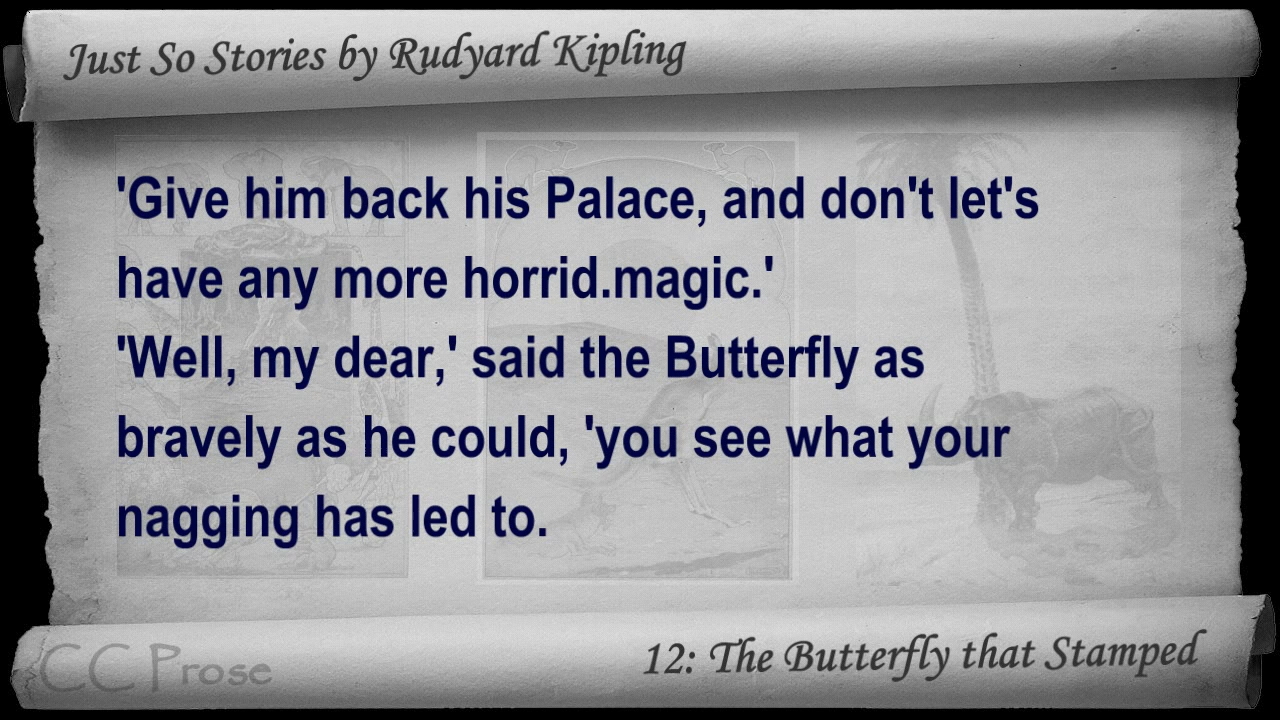 Just So Stories by Rudyard Kipling
'Give him back his Palace, and don't let's
have any more horrid.magic.'
'Well, my dear,' said the Butterfly as
bravely as he could, 'you see what your
nagging has led to.
CC Prose
12: The Butterfly that Stamped